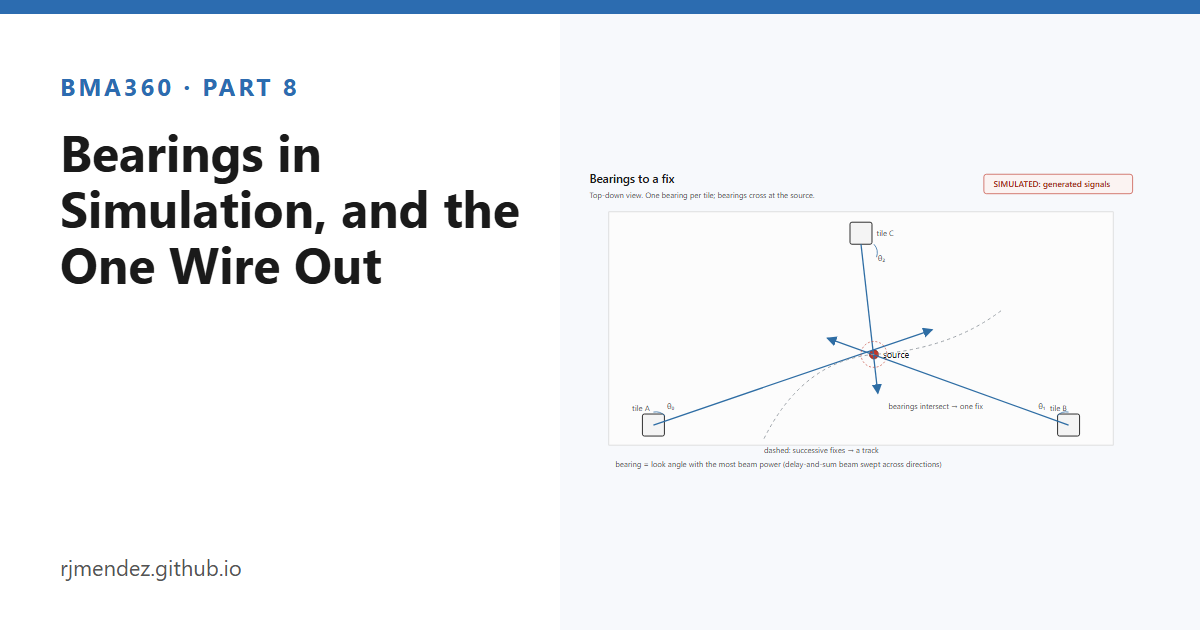 BMA360 · PART 8
Bearings in
Simulation, and the
One Wire Out
rjmendez.github.io
Bearings to a fix
Top-down view. One bearing per tile; bearings cross at the source.
SIMULATED: generated signals
tile C
θ₂
source
bearings intersect → one fix
tile A
θ₀
θ₁
tile B
dashed: successive fixes → a track
bearing = look angle with the most beam power (delay-and-sum beam swept across directions)